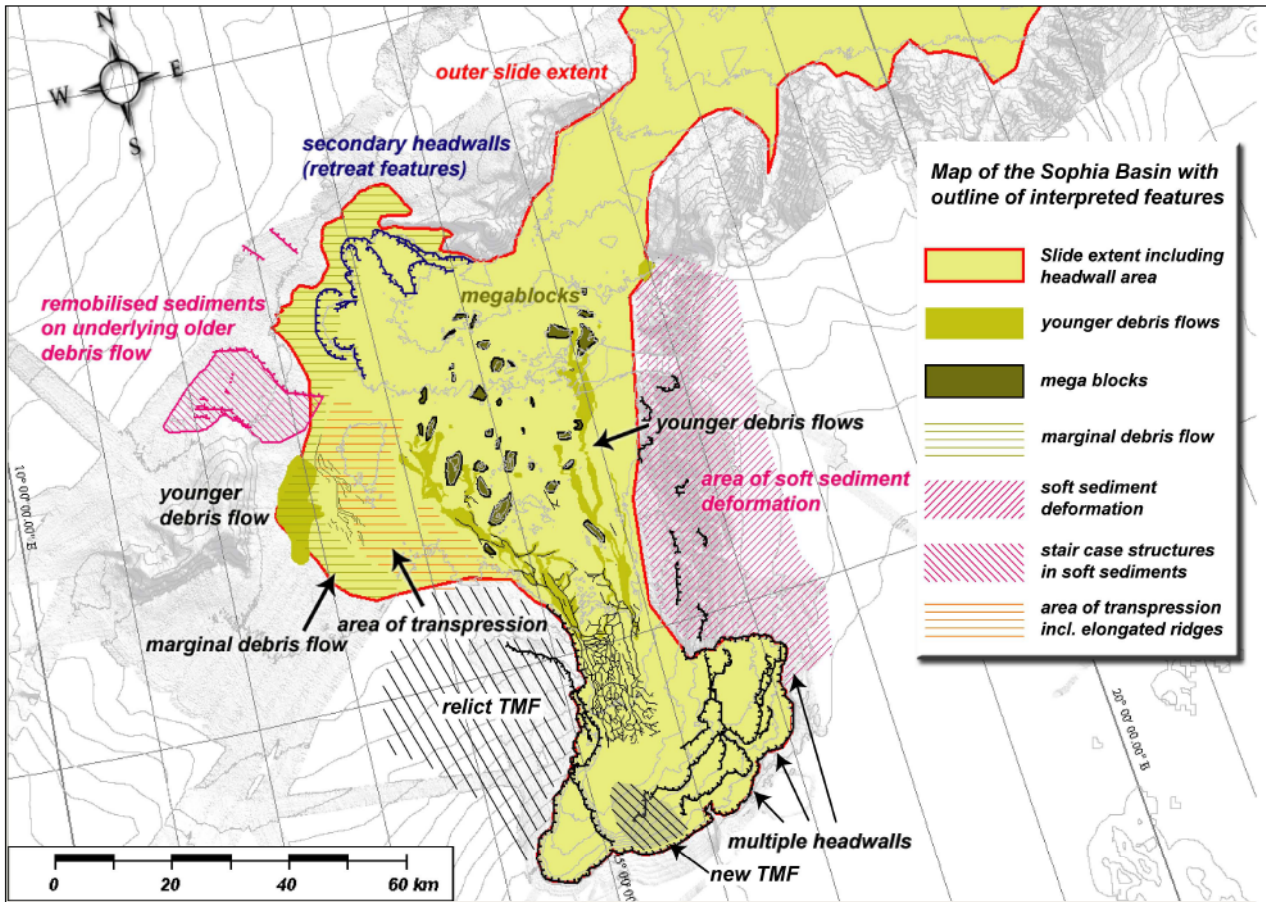 N
E
W
S
outer slide extent
secondary headwalls
(retreat features)
remobilised sediments
on underlying older
debris flow
megablocks
younger debris flows
area of soft sediment
deformation
younger
debris flow
marginal debris flow
area of transpression
relict TMF
multiple headwalls
new TMF
10° 00' 00.00" E
5° 00' 00
20° 00' 00.00" E
0 20 40 60 km
Map of the Sophia Basin with
outline of interpreted features
Slide extent including
headwall area
younger debris flows
mega blocks
marginal debris flow
soft sediment
deformation
stair case structures
in soft sediments
area of transpression
incl. elongated ridges